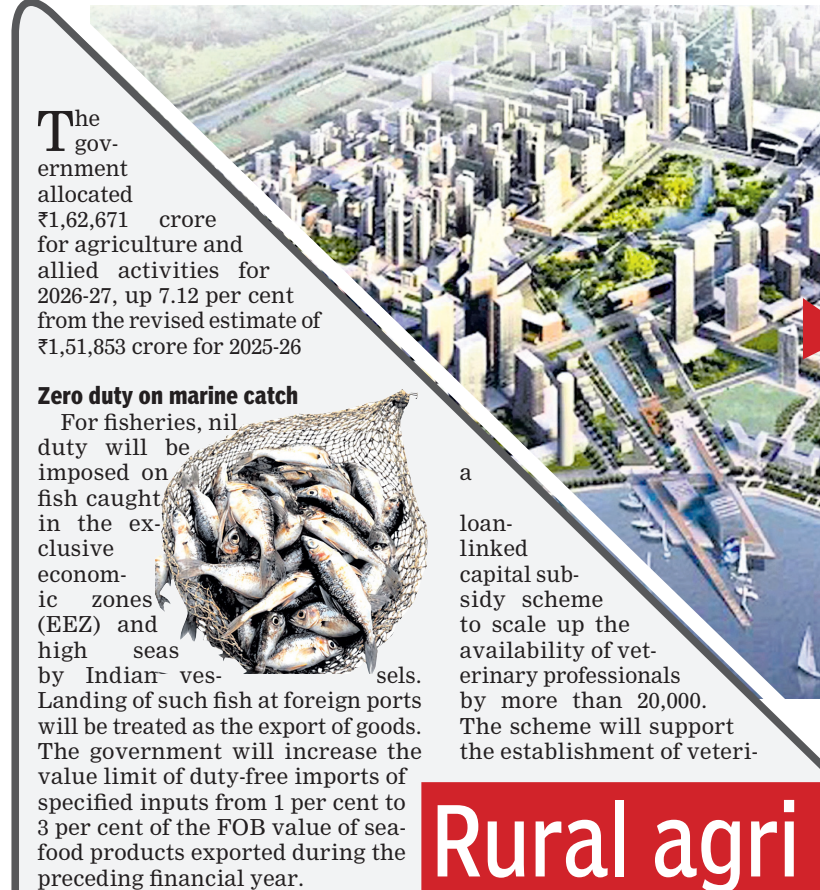 The
gov-
ernment
allocated
₹1,62,671 crore
for agriculture and
allied activities for
2026-27, up 7.12 per cent
from the revised estimate of
₹1,51,853 crore for 2025-26
Zero duty on marine catch
For fisheries, nil
duty will be
imposed on
fish caught
in the ex-
clusive
econom-
ic zones
(EEZ) and
high seas
by Indian ves- sels.
Landing of such fish at foreign ports
will be treated as the export of goods.
The government will increase the
value limit of duty-free imports of
specified inputs from 1 per cent to
3 per cent of the FOB value of sea-
food products exported during the
preceding financial year.
a
loan-
linked
capital sub-
sidy scheme
to scale up the
availability of vet-
erinary professionals
by more than 20,000.
The scheme will support
the establishment of veteri-
Rural agri